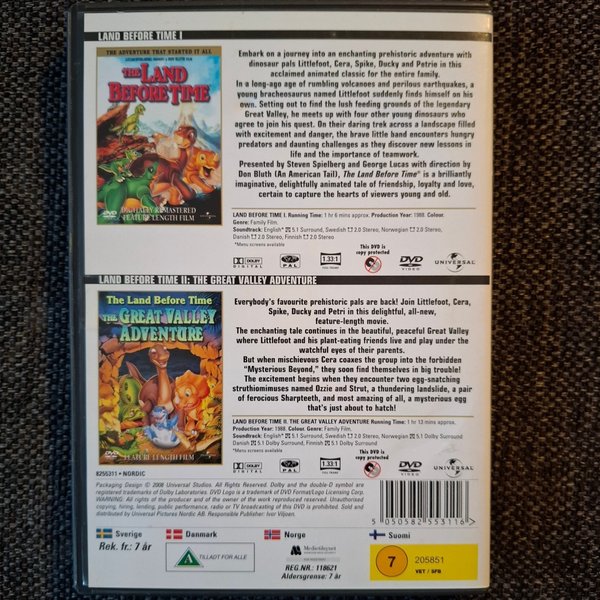 LAND BEFORE TIME I
THE ADVENTURE THAT STARTED IT ALL
THE LAND
BEFORE TIME
DIGITALLY REMASTERED
FEATURE LENGTH FILM
Embark on a journey into an enchanting prehistoric adventure with
dinosaur pals Littlefoot, Cera, Spike, Ducky and Petrie in this
acclaimed animated classic for the entire family.
In a long-ago age of rumbling volcanoes and perilous earthquakes, a
young bracheosaurus named Littlefoot suddenly finds himself on his
own. Setting out to find the lush feeding grounds of the legendary
Great Valley, he meets up with four other young dinosaurs who
agree to join his quest. On their daring trek across a landscape filled
with excitement and danger, the brave little band encounters hungry
predators and daunting challenges as they discover new lessons in
life and the importance of teamwork.
Presented by Steven Spielberg and George Lucas with direction by
Don Bluth (An American Tail), The Land Before Time® is a brilliantly
imaginative, delightfully animated tale of friendship, loyalty and love,
certain to capture the hearts of viewers young and old.
LAND BEFORE TIME I. Running Time: 1 hr 6 mins approx. Production Year: 1988. Colour.
Genre: Family Film.
Soundtrack: English* 5.1 Surround, Swedish 2.0 Stereo, Norwegian 2.0 Stereo,
Danish 2.0 Stereo, Finnish 2.0 Stereo
*Menu screens available
DOLBY DIGITAL
2 PAL
1.33:1
FULL FRAME
This DVD is
copy protected
DVD VIDEO
UNIVERSAL
LAND BEFORE TIME II: THE GREAT VALLEY ADVENTURE
The Land Before Time
THE GREAT VALLEY
ADVENTURE
DVD
FEATURE LENGTH FILM
Everybody's favourite prehistoric pals are back! Join Littlefoot, Cera,
Spike, Ducky and Petri in this delightful, all-new,
feature-length movie.
The enchanting tale continues in the beautiful, peaceful Great Valley
where Littlefoot and his plant-eating friends live and play under the
watchful eyes of their parents.
But when mischievous Cera coaxes the group into the forbidden
“Mysterious Beyond,” they soon find themselves in big trouble!
The excitement begins when they encounter two egg-snatching
struthiomimuses named Ozzie and Strut, a thundering landslide, a pair
of ferocious Sharpteeth, and most amazing of all, a mysterious egg
that's just about to hatch!
LAND BEFORE TIME II. THE GREAT VALLEY ADVENTURE Running Time: 1 hr 13 mins approx.
Production Year: 1988. Colour. Genre: Family Film.
Soundtrack: English* 5.1 Surround, Swedish 2.0 Stereo, Norwegian 5.1 Dolby Surround
Danish 5.1 Dolby Surround, Finnish 5.1 Dolby Surround
*Menu screens available
DOLBY DIGITAL
2 PAL
1.33:1
FULL FRAME
This DVD is
copy protected
DVD VIDEO
UNIVERSAL
8255311 • NORDIC
Packaging Design © 2008 Universal Studios. All Rights Reserved. Dolby and the double-D symbol are
registered trademarks of Dolby Laboratories. DVD Logo is a trademark of DVD Format/Logo Licensing Corp.
WARNING: All rights of the producer and of the owner of the work reproduced reserved. Unauthorised
copying, hiring, lending, public performance, radio or TV broadcasting of this DVD is prohibited. Sold and
distributed by Universal Pictures Nordic AB. Responsible Publisher: Ivor Viljoen.
5 050582 553116 >
Sverige
Rek. fr.: 7 år
Danmark
A
TILLADT FOR ALLE
Norge
Medietilsynet
REG.NR.: 118621
Aldersgrense: 7 år
Suomi
7
205851
VET / SFB